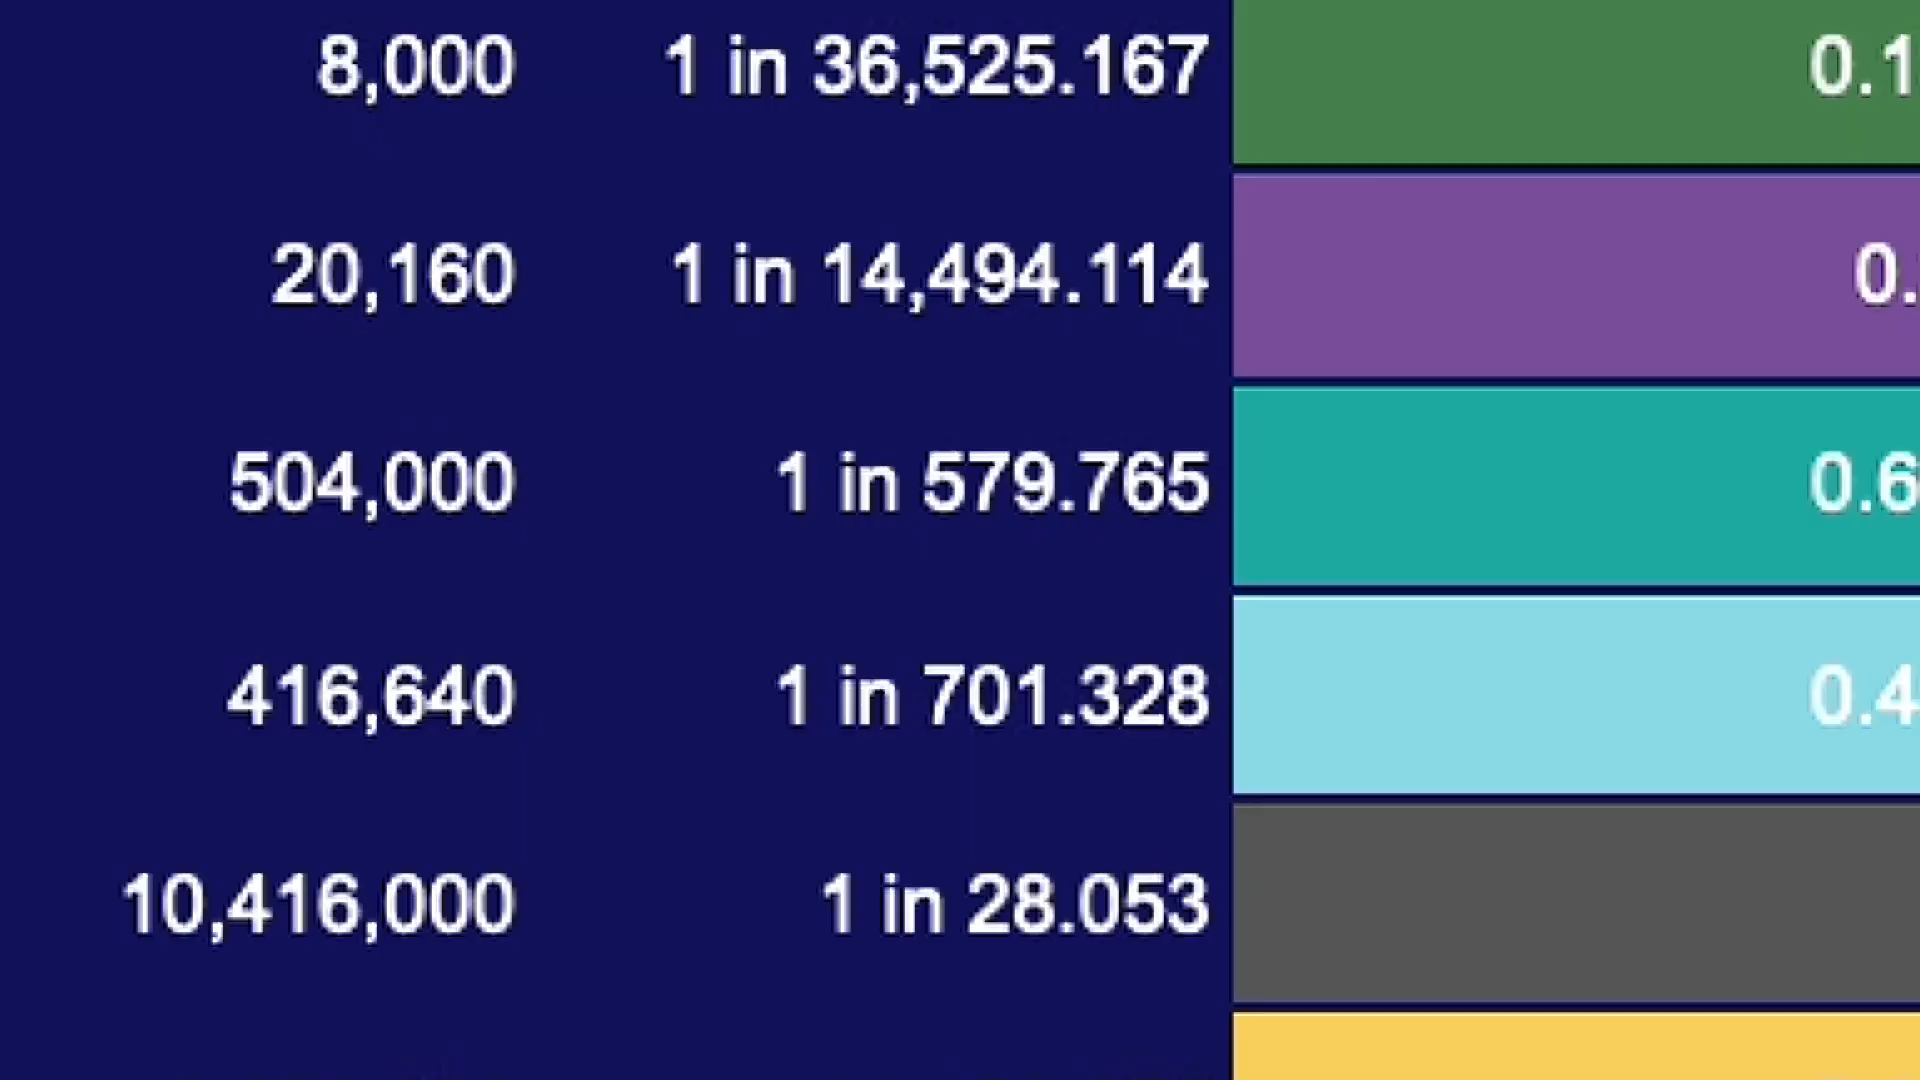 8,000 1 in 36,525.167 0.1
20,160 1 in 14,494.114 0.
504,000 1 in 579.765 0.6
416,640 1 in 701.328 0.4
10,416,000 1 in 28.053